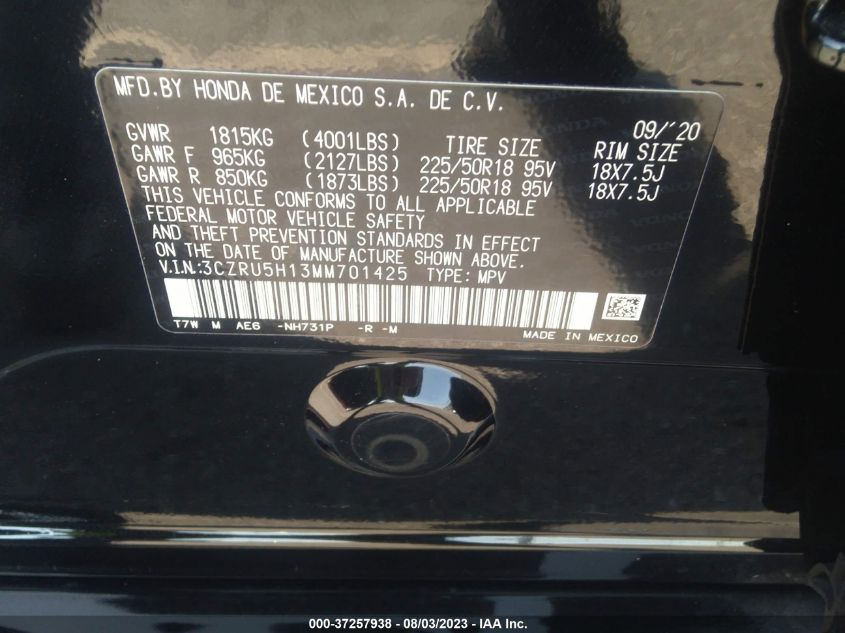 MFD.BY HONDA DE MEXICO S.A. DE C.V.
09/'20
GVWR 1815KG (4001LBS) TIRE SIZE RIM SIZE
GAWR F 965KG (2127LBS) 225/50R18 95V 18X7.5J
GAWR R 850KG (1873LBS) 225/50R18 95V 18X7.5J
THIS VEHICLE CONFORMS TO ALL APPLICABLE
FEDERAL MOTOR VEHICLE SAFETY
AND THEFT PREVENTION STANDARDS IN EFFECT
ON THE DATE OF MANUFACTURE SHOWN ABOVE.
V.I.N.:3CZRU5H13MM701425 TYPE: MPV
T7W M AE6 -NH731P -R -M
MADE IN MEXICO
000-37257938 - 08/03/2023 - IAA Inc.